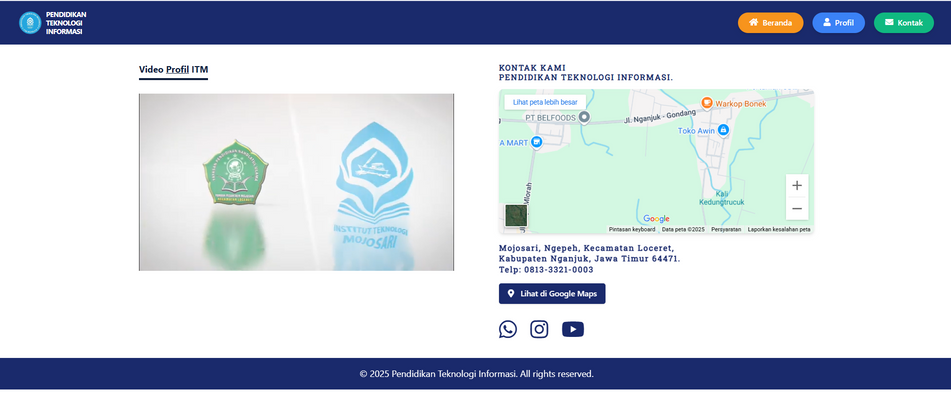 PENDIDIKAN
TEKNOLOGI
INFORMASI
Beranda
Profil
Kontak
Video Profil ITM
INSTITUT TEKNOLOGI
MOJOSARI
KONTAK KAMI
PENDIDIKAN TEKNOLOGI INFORMASI.
Lihat peta lebih besar
Warkop Bonek
PT BELFOODS
Jl. Nganjuk - Gondang
Toko Awin
A MART
Kali
Kedungtrucuk
Mlorah
Google
Pintasan keyboard
Data peta ©2025
Persyaratan
Laporkan kesalahan peta
Mojosari, Ngepeh, Kecamatan Loceret,
Kabupaten Nganjuk, Jawa Timur 64471.
Telp: 0813-3321-0003
Lihat di Google Maps
© 2025 Pendidikan Teknologi Informasi. All rights reserved.